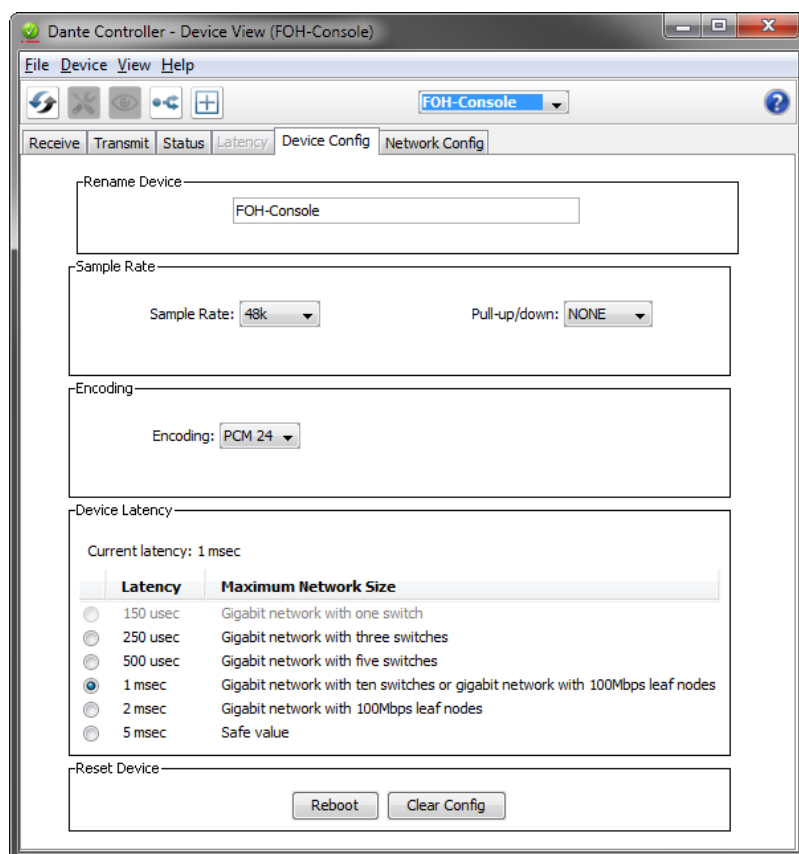 Dante Controller - Device View (FOH-Console)
File Device View Help
FOH-Console
Receive Transmit Status Latency Device Config Network Config
Rename Device
FOH-Console
Sample Rate
Sample Rate: 48k Pull-up/down: NONE
Encoding
Encoding: PCM 24
Device Latency
Current latency: 1 msec
Latency Maximum Network Size
150 usec Gigabit network with one switch
250 usec Gigabit network with three switches
500 usec Gigabit network with five switches
1 msec Gigabit network with ten switches or gigabit network with 100Mbps leaf nodes
2 msec Gigabit network with 100Mbps leaf nodes
5 msec Safe value
Reset Device
Reboot Clear Config